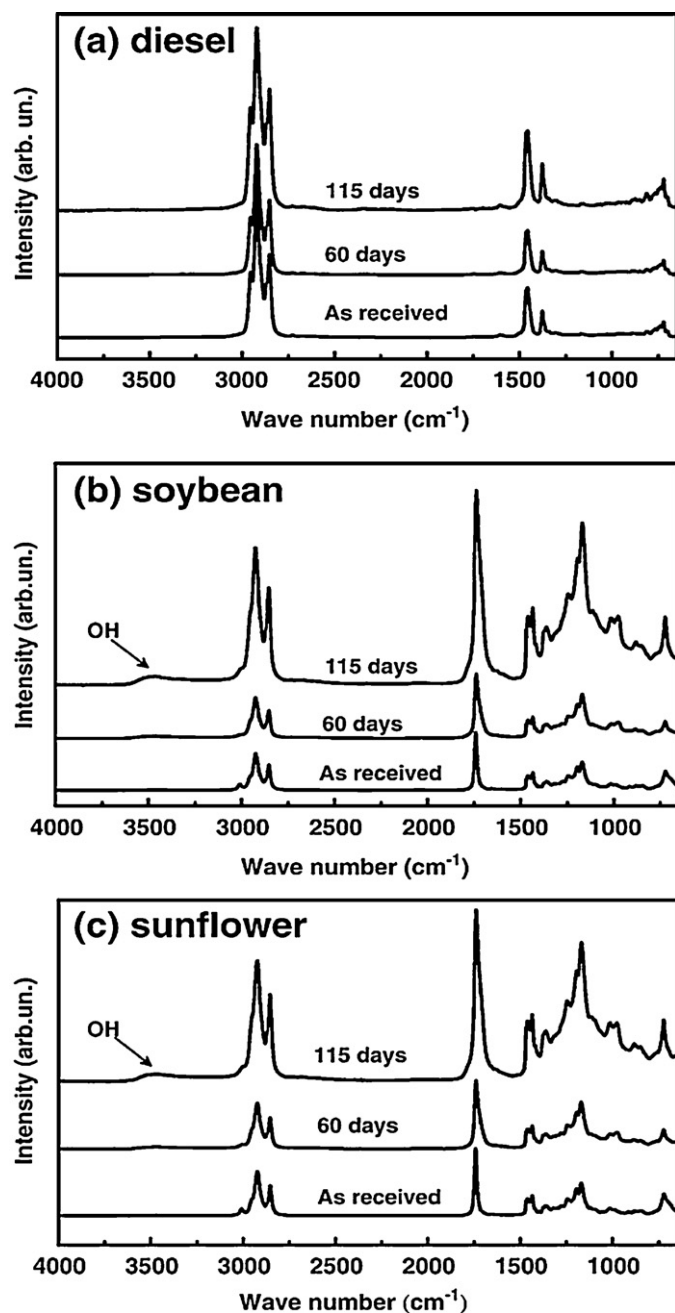 (a) diesel
Intensity (arb. un.)
115 days
60 days
As received
4000 3500 3000 2500 2000 1500 1000
Wave number (cm⁻¹)
(b) soybean
Intensity (arb.un.)
OH
115 days
60 days
As received
4000 3500 3000 2500 2000 1500 1000
Wave number (cm⁻¹)
(c) sunflower
Intensity (arb.un.)
OH
115 days
60 days
As received
4000 3500 3000 2500 2000 1500 1000
Wave number (cm⁻¹)